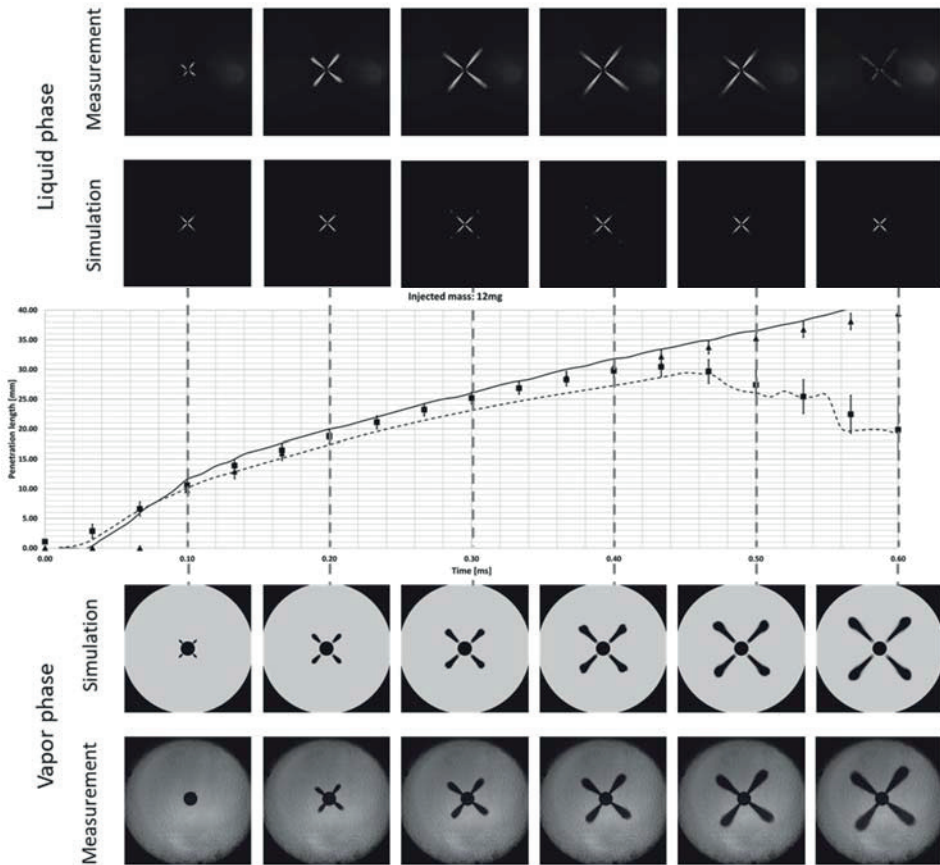 Liquid phase
Measurement
Simulation
Injected mass: 12mg
Penetration length [mm]
40.00
35.00
30.00
25.00
20.00
15.00
10.00
5.00
0.00
0.00 0.10 0.20 0.30 0.40 0.50 0.60
Time [ms]
Vapor phase
Simulation
Measurement